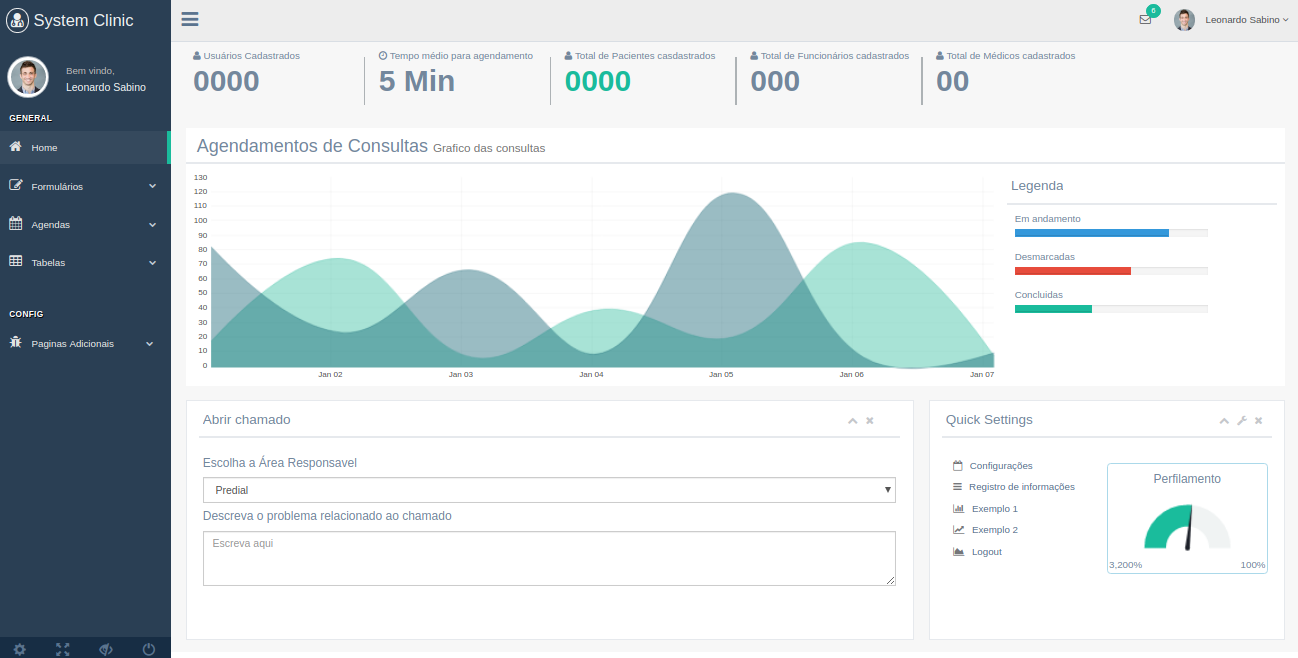 System Clinic
6
Leonardo Sabino
Bem vindo,
Leonardo Sabino
GENERAL
Home
Formulários
Agendas
Tabelas
CONFIG
Paginas Adicionais
Usuários Cadastrados
0000
Tempo médio para agendamento
5 Min
Total de Pacientes casdastrados
0000
Total de Funcionários cadastrados
000
Total de Médicos cadastrados
00
Agendamentos de Consultas Grafico das consultas
130
120
110
100
90
80
70
60
50
40
30
20
10
0
Jan 02
Jan 03
Jan 04
Jan 05
Jan 06
Jan 07
Legenda
Em andamento
Desmarcadas
Concluidas
Abrir chamado
Escolha a Área Responsavel
Predial
Descreva o problema relacionado ao chamado
Escreva aqui
Quick Settings
Configurações
Registro de informações
Exemplo 1
Exemplo 2
Logout
Perfilamento
3,200%
100%